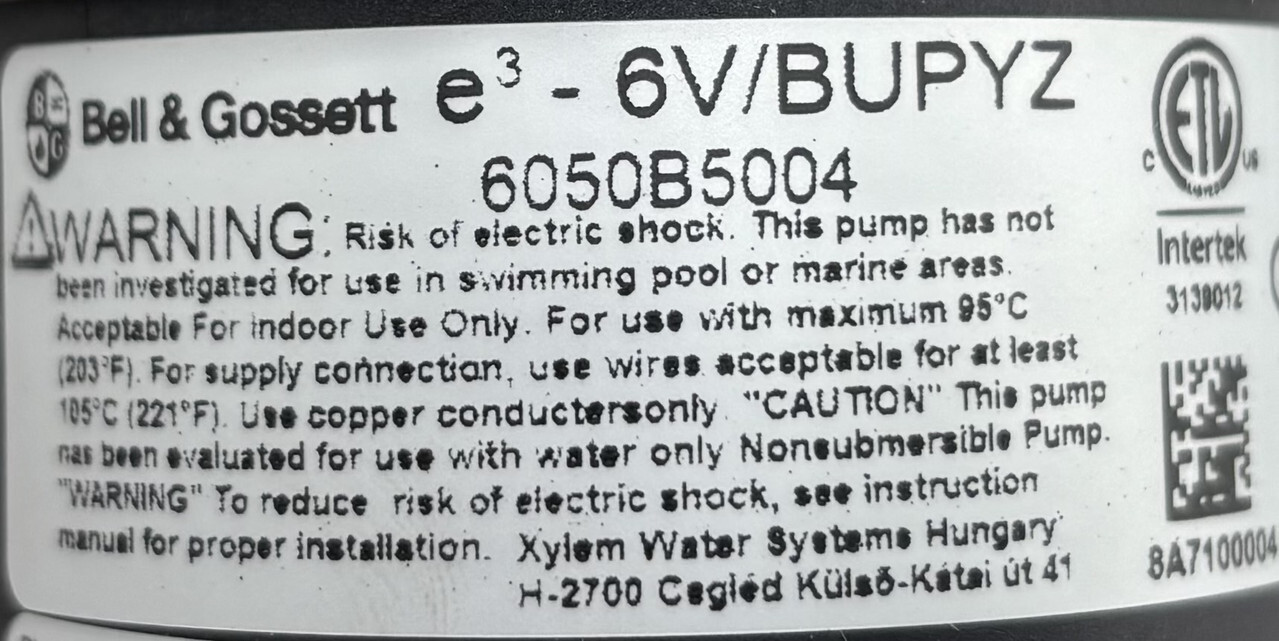 Bell & Gossett e³ - 6V/BUPYZ
6050B5004
WARNING: Risk of electric shock. This pump has not
been investigated for use in swimming pool or marine areas.
Acceptable For Indoor Use Only. For use with maximum 95°C
(203°F). For supply connection, use wires acceptable for at least
105°C (221°F). Use copper conductersonly. "CAUTION" This pump
has been evaluated for use with water only Nonsubmersible Pump.
"WARNING" To reduce risk of electric shock, see instruction
manual for proper installation. Xylem Water Systems Hungary
H-2700 Cegléd Külső-Kátai út 41
ETL
LISTED
C US
Intertek
3139012
8A7100004